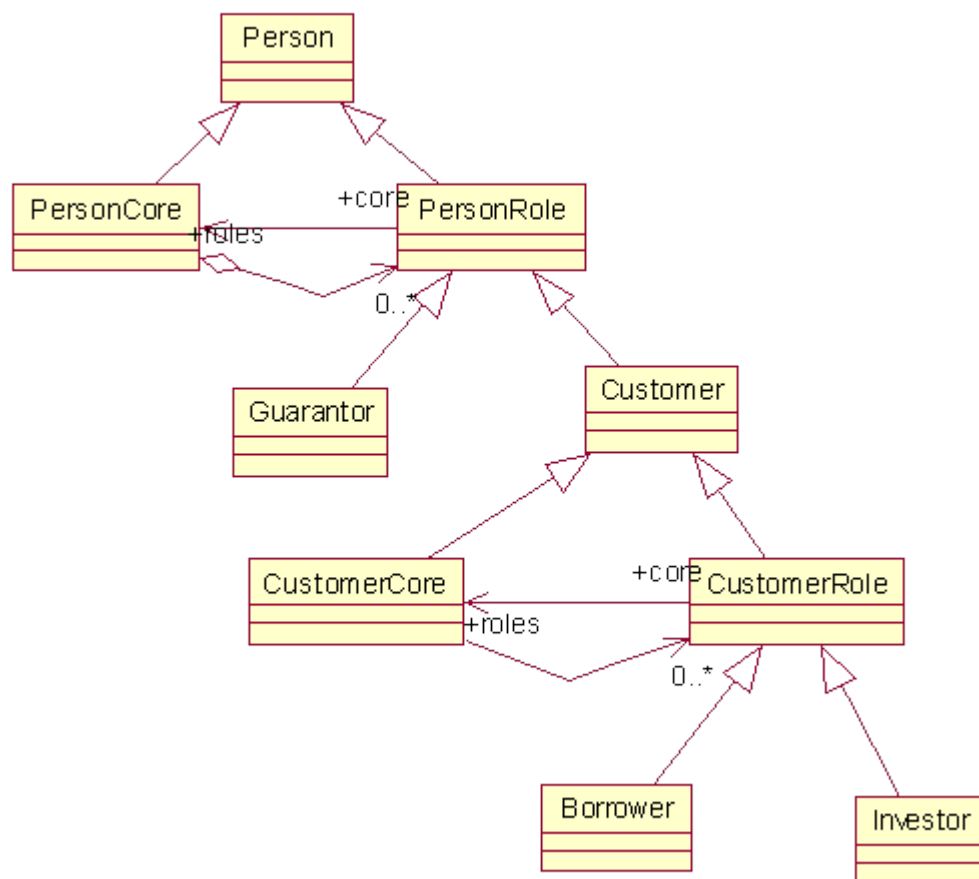 Person
PersonCore
+core
PersonRole
+roles
0..*
Guarantor
Customer
CustomerCore
+core
CustomerRole
+roles
0..*
Borrower
Investor